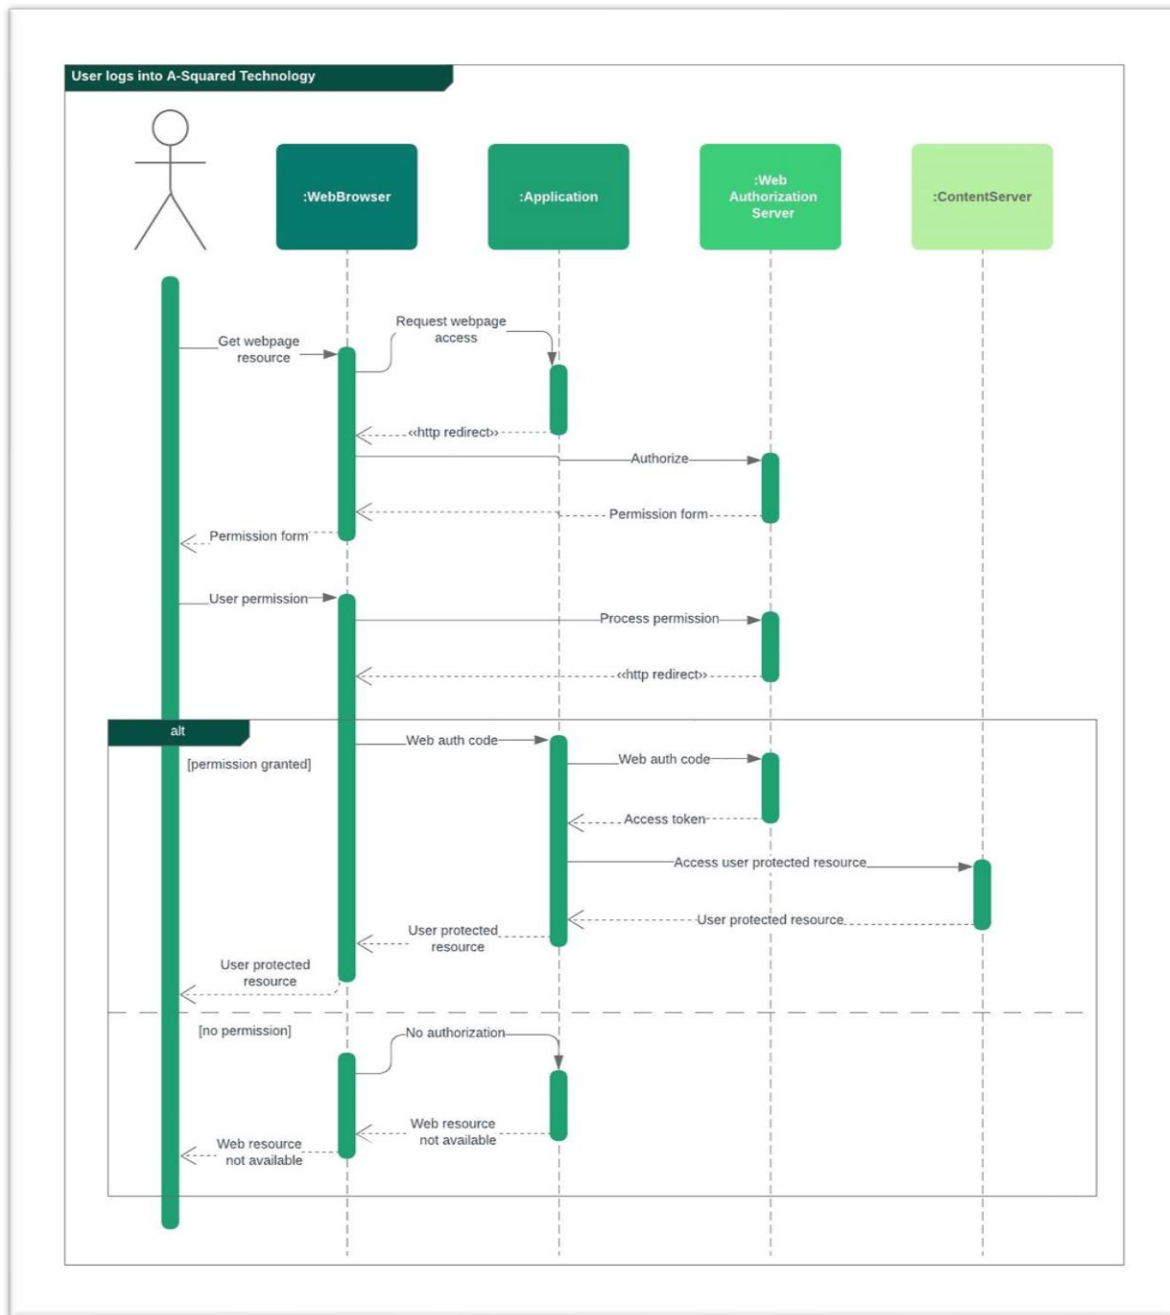 User logs into A-Squared Technology
:WebBrowser
:Application
:Web
Authorization
Server
:ContentServer
Request webpage
access
Get webpage
resource
‹‹http redirect››
Authorize
Permission form
Permission form
User permission
Process permission
‹‹http redirect››
alt
Web auth code
[permission granted]
Web auth code
Access token
Access user protected resource
User protected resource
User protected
resource
User protected
resource
[no permission]
No authorization
Web resource
not available
Web resource
not available